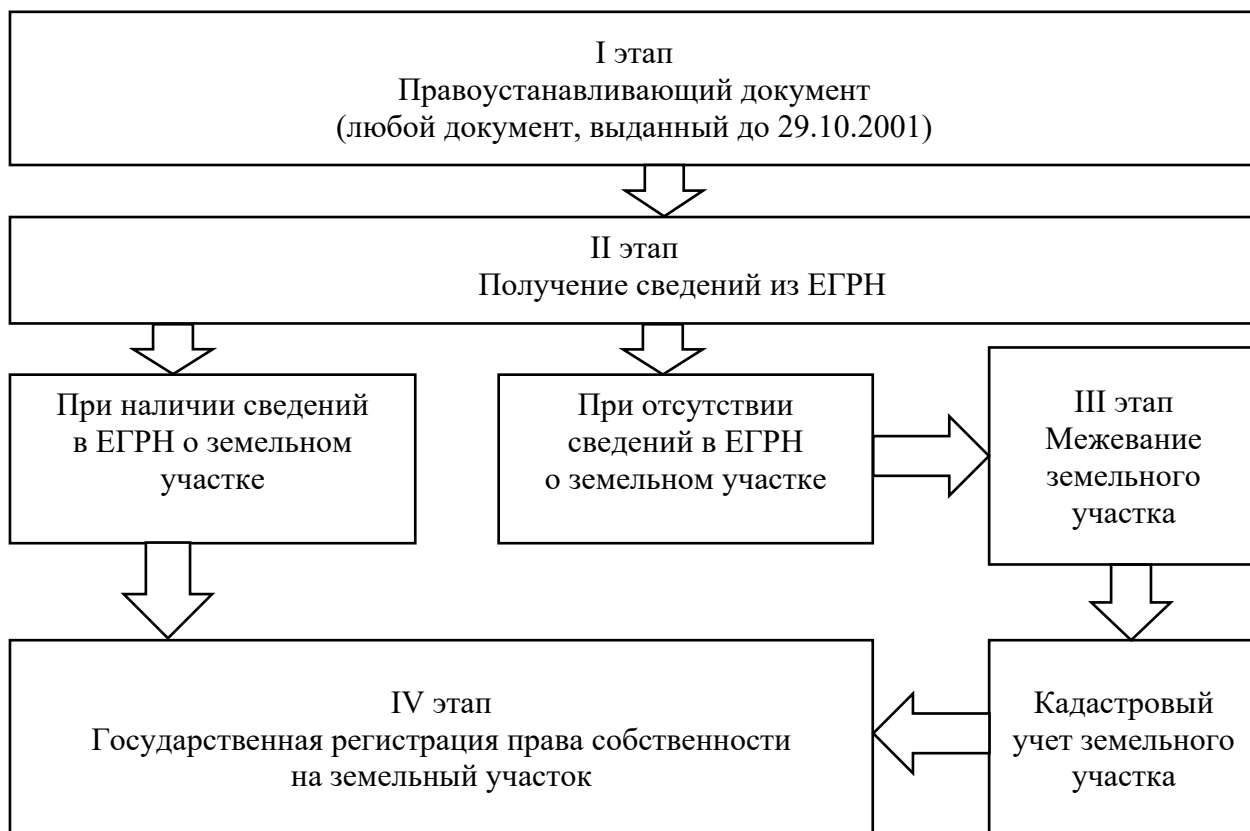 I этап
Правоустанавливающий документ
(любой документ, выданный до 29.10.2001)
II этап
Получение сведений из ЕГРН
При наличии сведений
в ЕГРН о земельном
участке
При отсутствии
сведений в ЕГРН
о земельном участке
III этап
Межевание
земельного
участка
IV этап
Государственная регистрация права собственности
на земельный участок
Кадастровый
учет земельного
участка